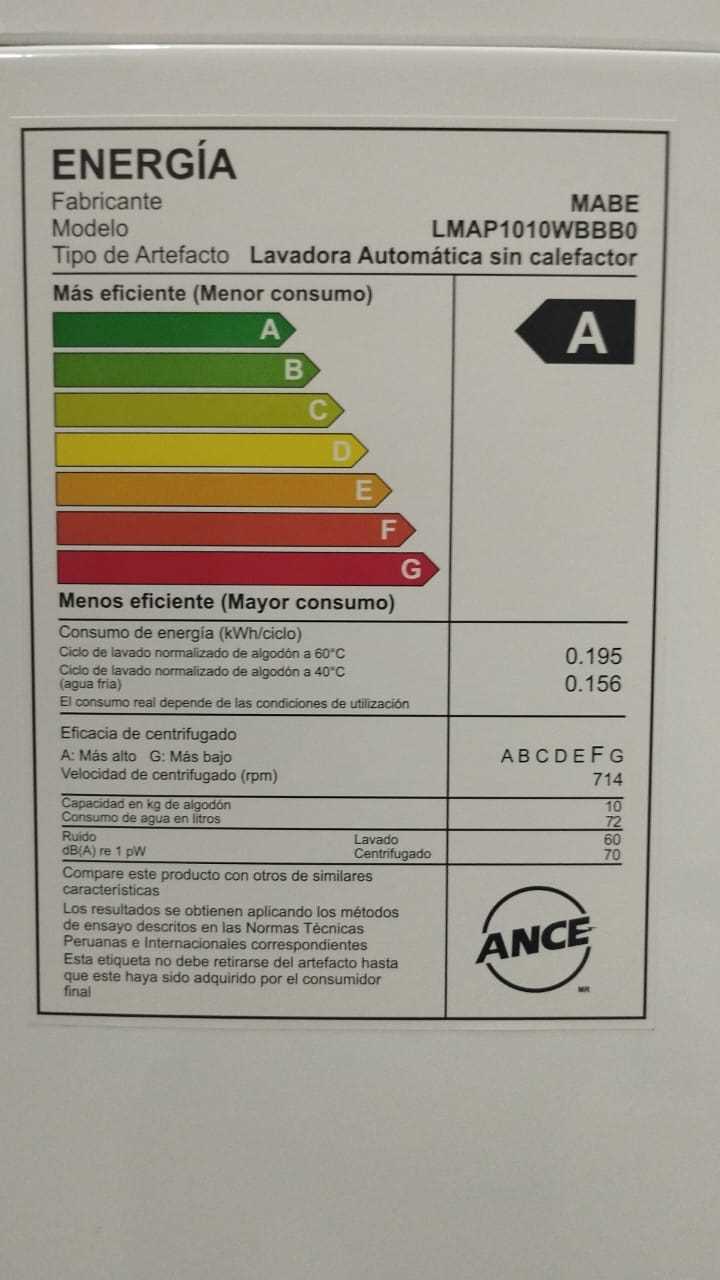 ENERGÍA
Fabricante MABE
Modelo LMAP1010WBBB0
Tipo de Artefacto Lavadora Automática sin calefactor
Más eficiente (Menor consumo)
A
A
B
C
D
E
F
G
Menos eficiente (Mayor consumo)
Consumo de energía (kWh/ciclo)
Ciclo de lavado normalizado de algodón a 60°C 0.195
Ciclo de lavado normalizado de algodón a 40°C
(agua fria) 0.156
El consumo real depende de las condiciones de utilización
Eficacia de centrifugado
A: Más alto G: Más bajo A B C D E F G
Velocidad de centrifugado (rpm) 714
Capacidad en kg de algodón 10
Consumo de agua en litros 72
Ruido Lavado 60
dB(A) re 1 pW Centrifugado 70
Compare este producto con otros de similares
características
Los resultados se obtienen aplicando los métodos
de ensayo descritos en las Normas Técnicas
Peruanas e Internacionales correspondientes
Esta etiqueta no debe retirarse del artefacto hasta
que este haya sido adquirido por el consumidor
final
ANCE
MR